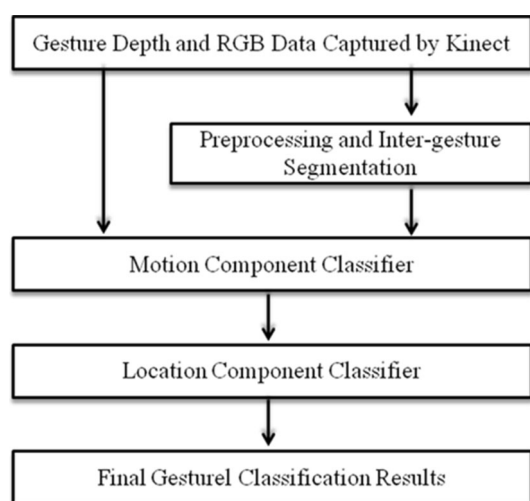 Gesture Depth and RGB Data Captured by Kinect
Preprocessing and Inter-gesture
Segmentation
Motion Component Classifier
Location Component Classifier
Final Gesturel Classification Results